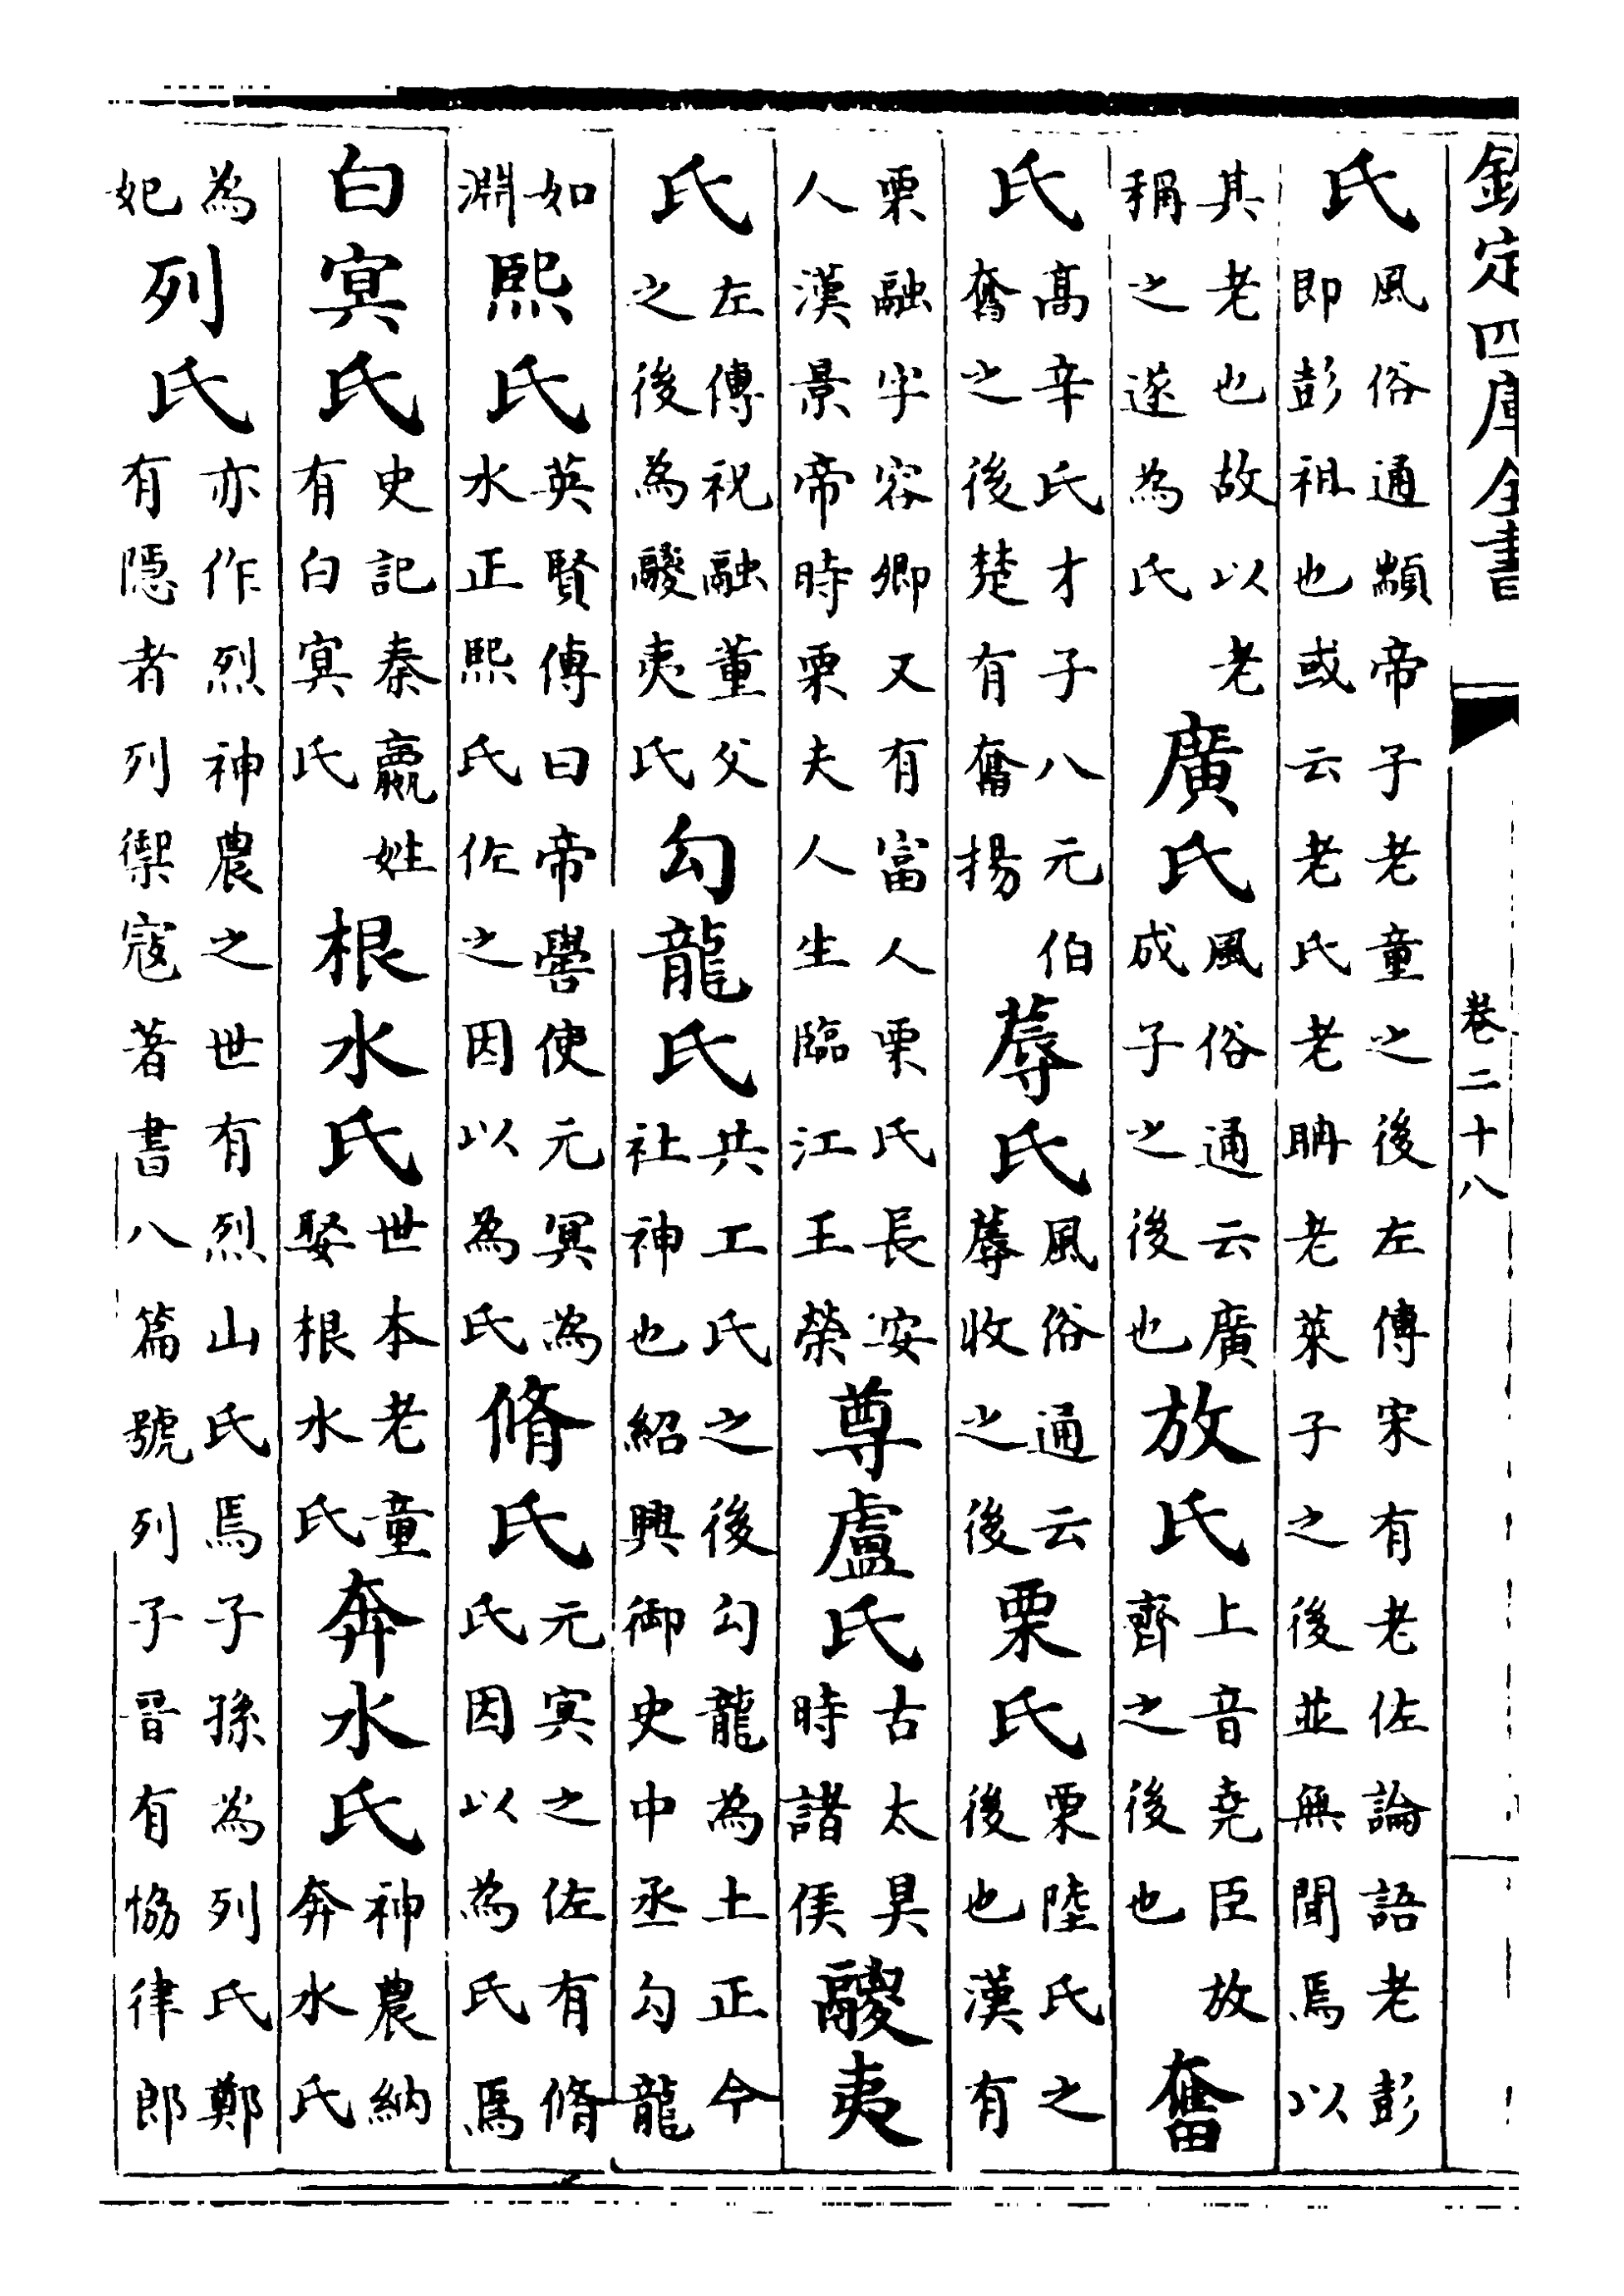 欽定四庫全書 卷二十八
氏風俗通顓帝子老童之後左傳宋有老佐論語老彭即彭祖也或云老氏老聃老萊子之後並無聞焉以
其老也故以老稱之遂為氏廣氏風俗通云廣成子之後也放氏上音堯臣放齊之後也奮
氏高辛氏才子八元伯奮之後楚有奮揚蓐氏風俗通云蓐收之後栗氏栗陸氏之後也漢有
栗融字容卿又有富人栗氏長安人漢景帝時栗夫人生臨江王榮尊盧氏古太昊時諸侯鬷夷
氏左傳祝融董父之後為鬷夷氏勾龍氏共工氏之後勾龍為土正今社神也紹興御史中丞勾龍
如淵熙氏英賢傳曰帝嚳使元冥為水正熙氏佐之因以為氏脩氏元冥之佐有脩氏因以為氏焉
白冥氏史記秦嬴姓有白冥氏根水氏世本老童娶根水氏奔水氏神農納奔水氏
為妃列氏亦作烈神農之世有烈山氏焉子孫為列氏鄭有隱者列禦寇著書八篇號列子晉有恊律郎